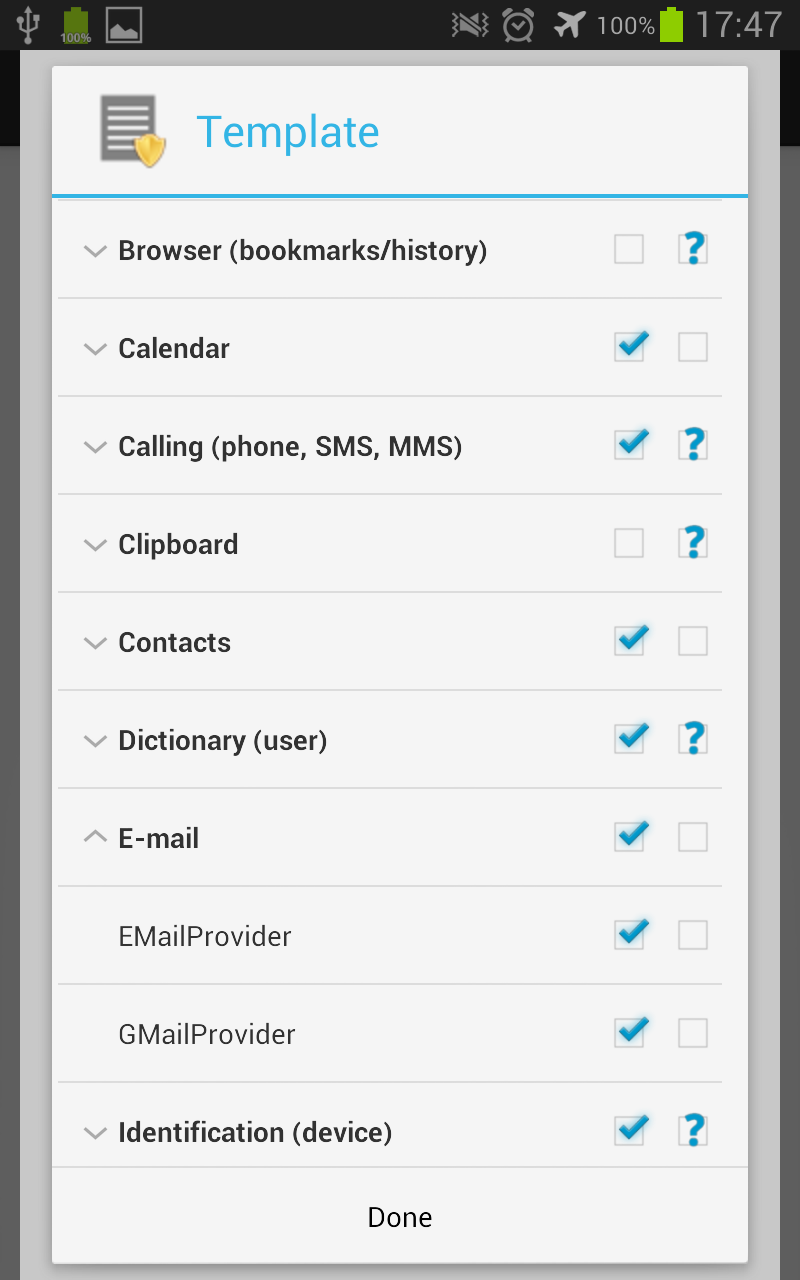 100%
100% 17:47
Template
Browser (bookmarks/history) ?
Calendar
Calling (phone, SMS, MMS) ?
Clipboard ?
Contacts
Dictionary (user) ?
E-mail
EMailProvider
GMailProvider
Identification (device) ?
Done